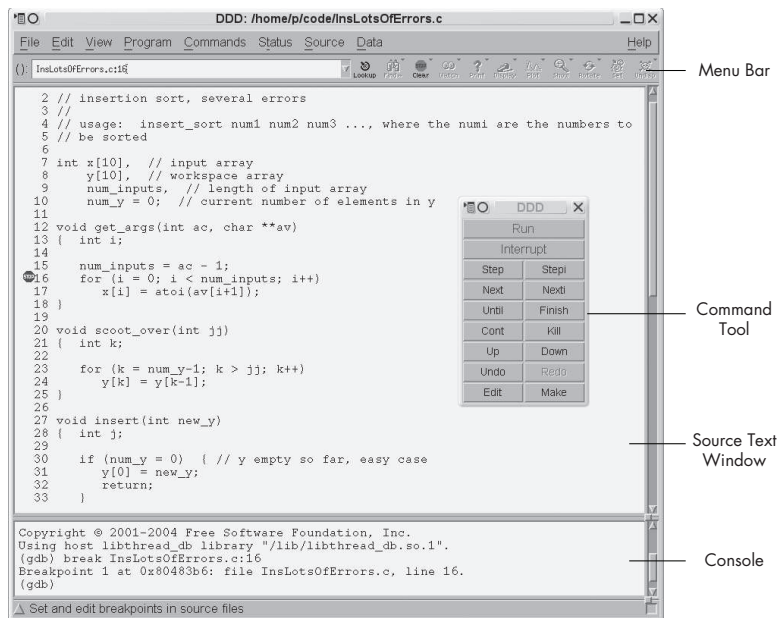 DDD: /home/p/code/InsLotsOfErrors.c
File Edit View Program Commands Status Source Data Help
(): InsLotsOfErrors.c:16
Lookup Clear Print Display Plot Show Rotate Set
Menu Bar
2 // insertion sort, several errors
3 //
4 // usage: insert_sort num1 num2 num3 ..., where the numi are the numbers to
5 // be sorted
6
7 int x[10], // input array
8 y[10], // workspace array
9 num_inputs, // length of input array
10 num_y = 0; // current number of elements in y
11
12 void get_args(int ac, char **av)
13 { int i;
14
15 num_inputs = ac - 1;
16 for (i = 0; i < num_inputs; i++)
17 x[i] = atoi(av[i+1]);
18 }
19
20 void scoot_over(int jj)
21 { int k;
22
23 for (k = num_y-1; k > jj; k++)
24 y[k] = y[k-1];
25 }
26
27 void insert(int new_y)
28 { int j;
29
30 if (num_y = 0) { // y empty so far, easy case
31 y[0] = new_y;
32 return;
33 }
DDD
Run
Interrupt
Step Stepi
Next Nexti
Until Finish
Cont Kill
Up Down
Undo Redo
Edit Make
Command
Tool
Source Text
Window
Copyright © 2001-2004 Free Software Foundation, Inc.
Using host libthread_db library "/lib/libthread_db.so.1".
(gdb) break InsLotsOfErrors.c:16
Breakpoint 1 at 0x80483b6: file InsLotsOfErrors.c, line 16.
(gdb)
Console
Set and edit breakpoints in source files